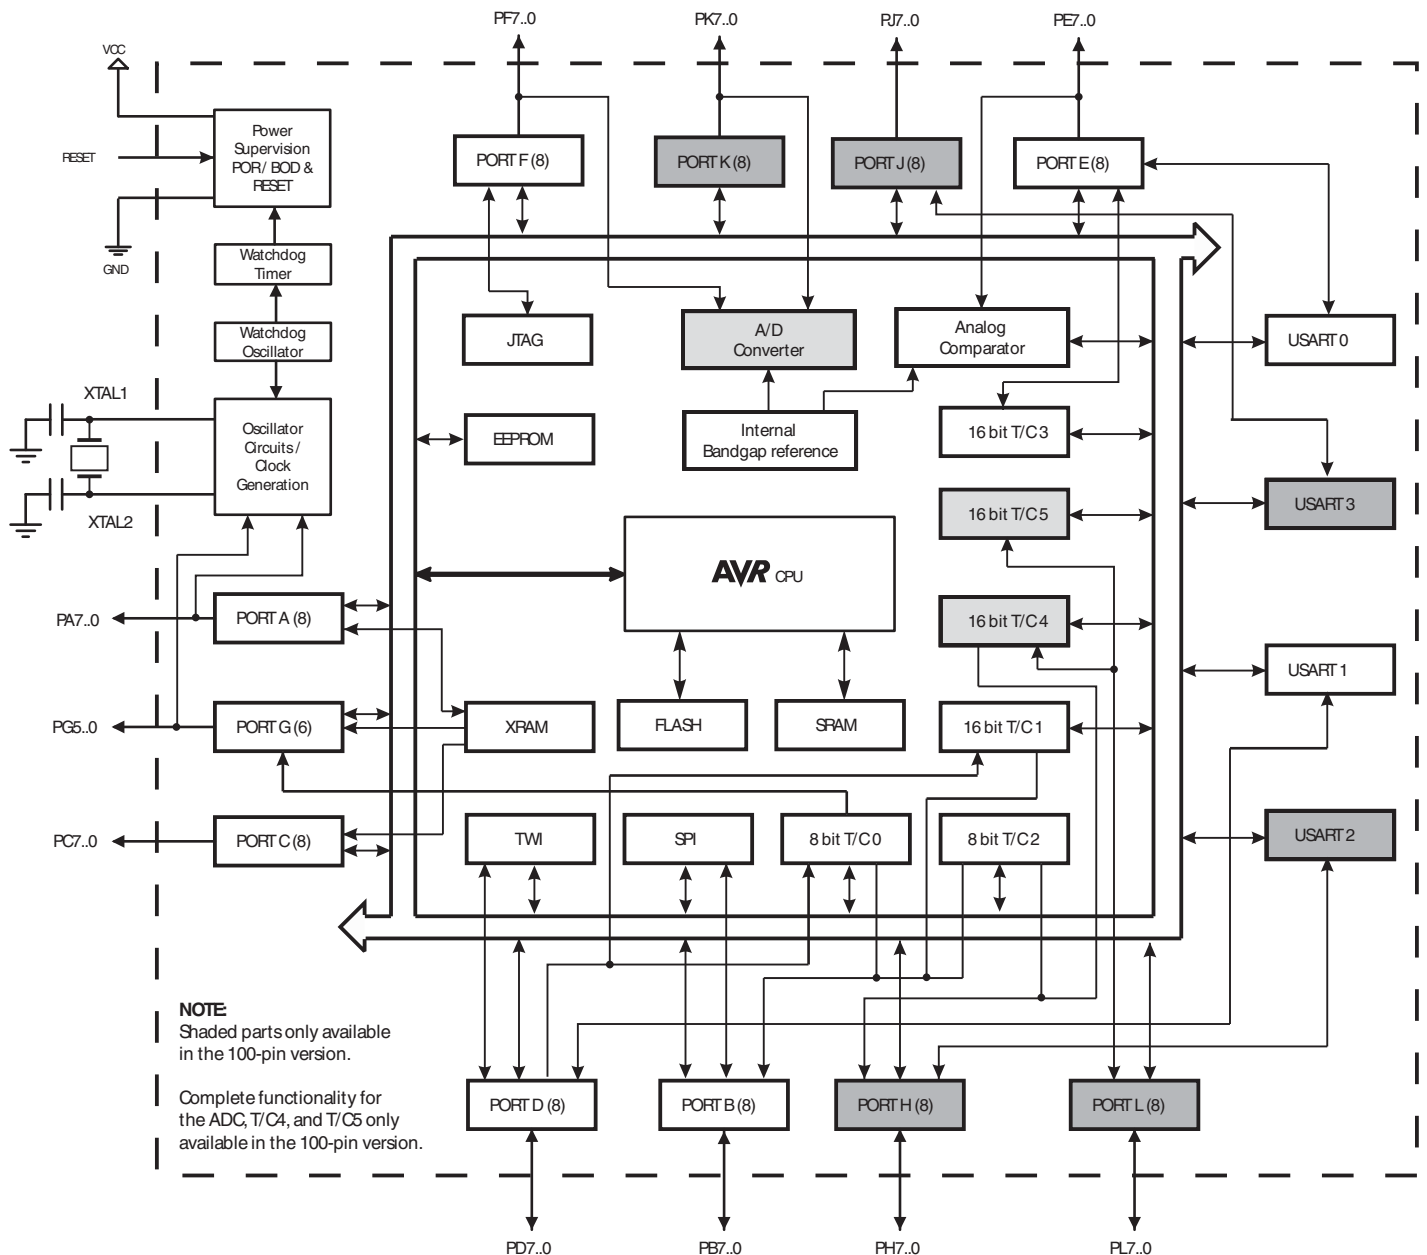 PF7..0
PK7..0
PJ7..0
PE7..0
VCC
RESET
GND
Power
Supervision
POR / BOD &
RESET
Watchdog
Timer
Watchdog
Oscillator
XTAL1
XTAL2
Oscillator
Circuits /
Clock
Generation
PORT F (8)
PORT K (8)
PORT J (8)
PORT E (8)
JTAG
A/D
Converter
Analog
Comparator
USART 0
EEPROM
Internal
Bandgap reference
16 bit T/C 3
USART 3
16 bit T/C 5
AVR CPU
PA7..0
PORT A (8)
16 bit T/C 4
USART 1
PG5..0
PORT G (6)
XRAM
FLASH
SRAM
16 bit T/C 1
PC7..0
PORT C (8)
TWI
SPI
8 bit T/C 0
8 bit T/C 2
USART 2
NOTE:
Shaded parts only available
in the 100-pin version.
Complete functionality for
the ADC, T/C4, and T/C5 only
available in the 100-pin version.
PORT D (8)
PORT B (8)
PORT H (8)
PORT L (8)
PD7..0
PB7..0
PH7..0
PL7..0